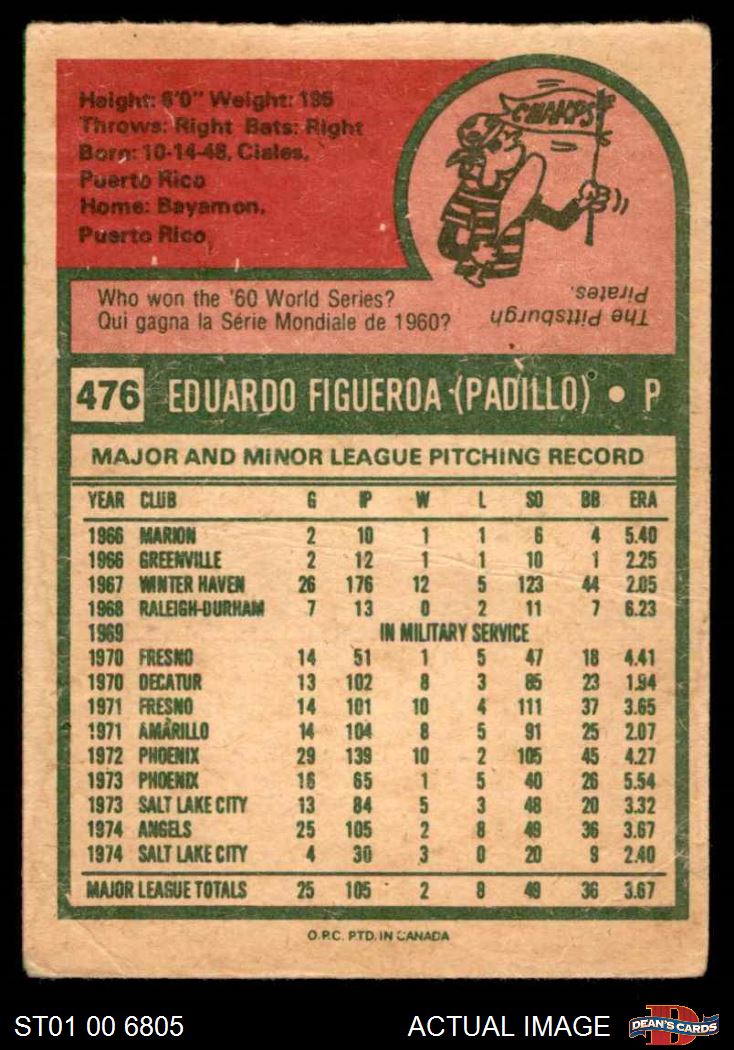 Height: 6'0" Weight: 195
Throws: Right Bats: Right
Born: 10-14-48, Ciales,
Puerto Rico
Home: Bayamon,
Puerto Rico
CHAMPS
Who won the '60 World Series?
Qui gagna la Série Mondiale de 1960?
The Pittsburgh
Pirates.
476 EDUARDO FIGUEROA (PADILLO) • P
MAJOR AND MINOR LEAGUE PITCHING RECORD
YEAR CLUB G IP W L SO BB ERA
1966 MARION 2 10 1 1 6 4 5.40
1966 GREENVILLE 2 12 1 1 10 1 2.25
1967 WINTER HAVEN 26 176 12 5 123 44 2.05
1968 RALEIGH-DURHAM 7 13 0 2 11 7 6.23
1969 IN MILITARY SERVICE
1970 FRESNO 14 51 1 5 47 18 4.41
1970 DECATUR 13 102 8 3 85 23 1.94
1971 FRESNO 14 101 10 4 111 37 3.65
1971 AMARILLO 14 104 8 5 91 25 2.07
1972 PHOENIX 29 139 10 2 105 45 4.27
1973 PHOENIX 16 65 1 5 40 26 5.54
1973 SALT LAKE CITY 13 84 5 3 48 20 3.32
1974 ANGELS 25 105 2 8 49 36 3.67
1974 SALT LAKE CITY 4 30 3 0 20 9 2.40
MAJOR LEAGUE TOTALS 25 105 2 8 49 36 3.67
O.P.C. PTD. IN CANADA
ST01 00 6805
ACTUAL IMAGE
D
DEAN'S CARDS